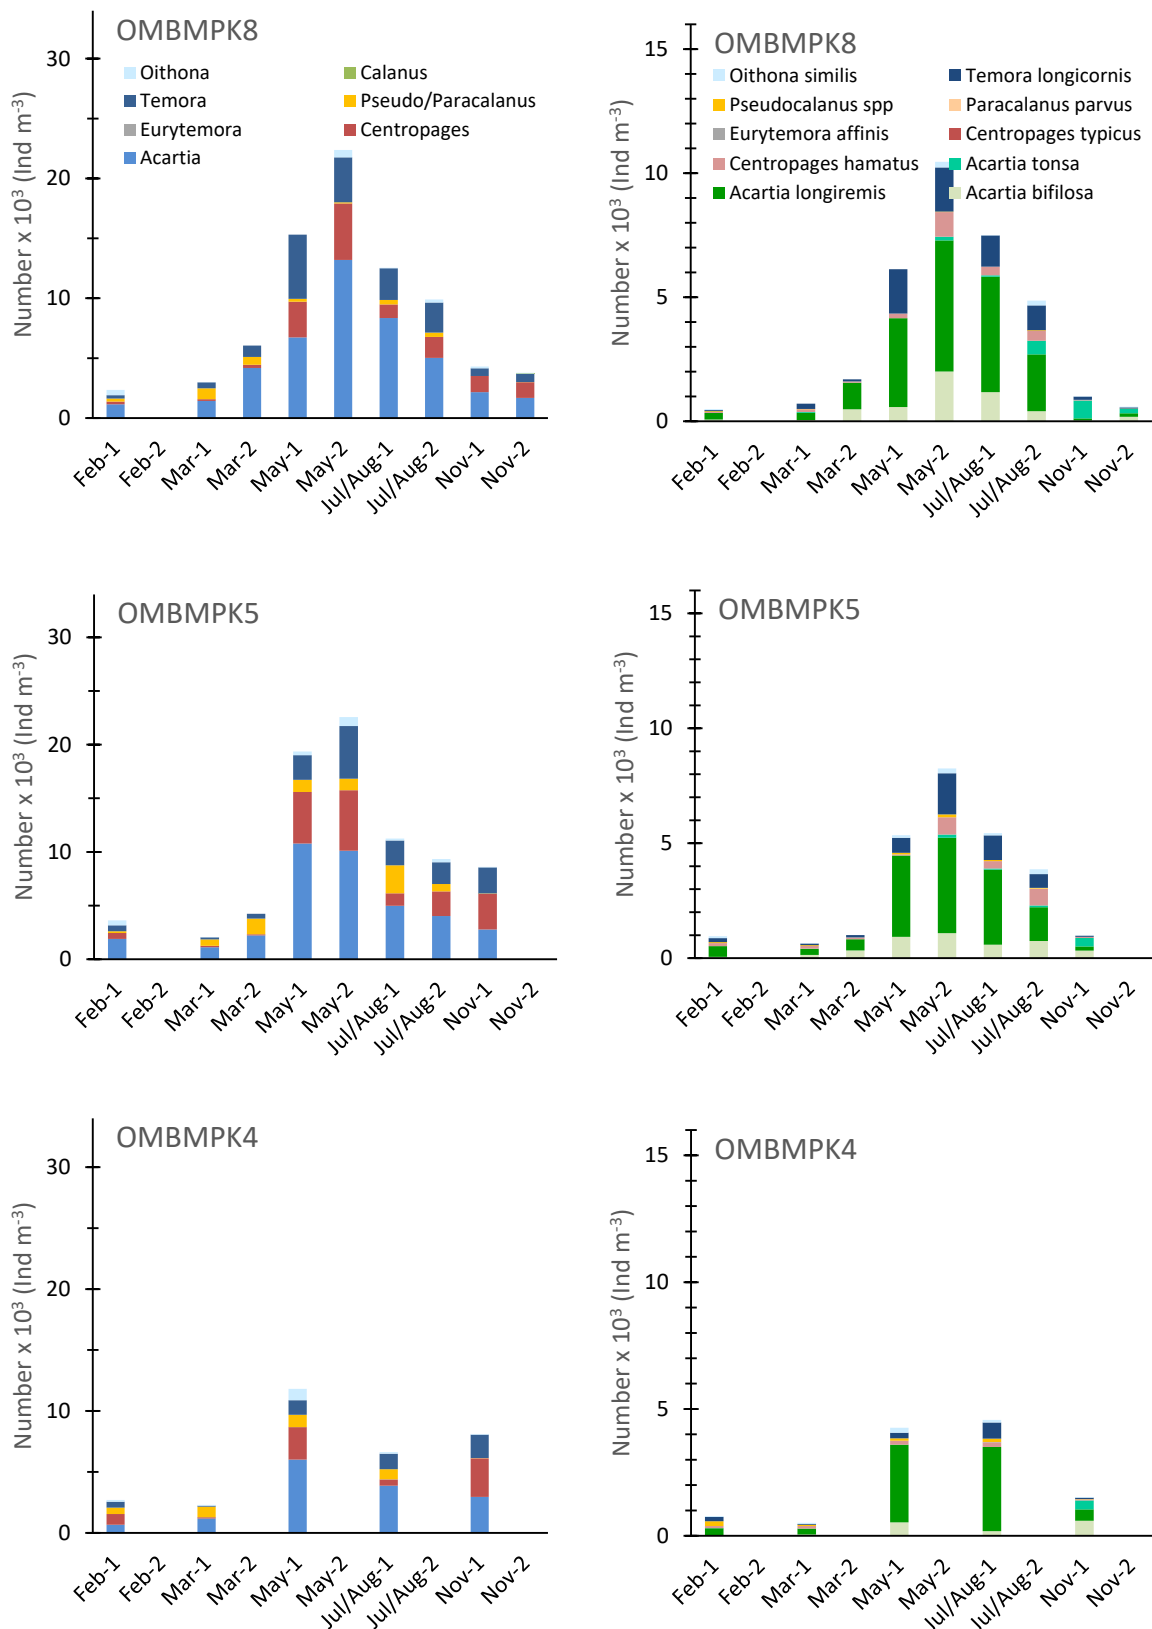 OMBMPK8
Number x 10³ (Ind m⁻³)
30
20
10
0
Oithona
Calanus
Temora
Pseudo/Paracalanus
Eurytemora
Centropages
Acartia
Feb-1
Feb-2
Mar-1
Mar-2
May-1
May-2
Jul/Aug-1
Jul/Aug-2
Nov-1
Nov-2
OMBMPK8
Number x 10³ (Ind m⁻³)
15
10
5
0
Oithona similis
Temora longicornis
Pseudocalanus spp
Paracalanus parvus
Eurytemora affinis
Centropages typicus
Centropages hamatus
Acartia tonsa
Acartia longiremis
Acartia bifilosa
Feb-1
Feb-2
Mar-1
Mar-2
May-1
May-2
Jul/Aug-1
Jul/Aug-2
Nov-1
Nov-2
OMBMPK5
Number x 10³ (Ind m⁻³)
30
20
10
0
Feb-1
Feb-2
Mar-1
Mar-2
May-1
May-2
Jul/Aug-1
Jul/Aug-2
Nov-1
Nov-2
OMBMPK5
Number x 10³ (Ind m⁻³)
15
10
5
0
Feb-1
Feb-2
Mar-1
Mar-2
May-1
May-2
Jul/Aug-1
Jul/Aug-2
Nov-1
Nov-2
OMBMPK4
Number x 10³ (Ind m⁻³)
30
20
10
0
Feb-1
Feb-2
Mar-1
Mar-2
May-1
May-2
Jul/Aug-1
Jul/Aug-2
Nov-1
Nov-2
OMBMPK4
Number x 10³ (Ind m⁻³)
15
10
5
0
Feb-1
Feb-2
Mar-1
Mar-2
May-1
May-2
Jul/Aug-1
Jul/Aug-2
Nov-1
Nov-2